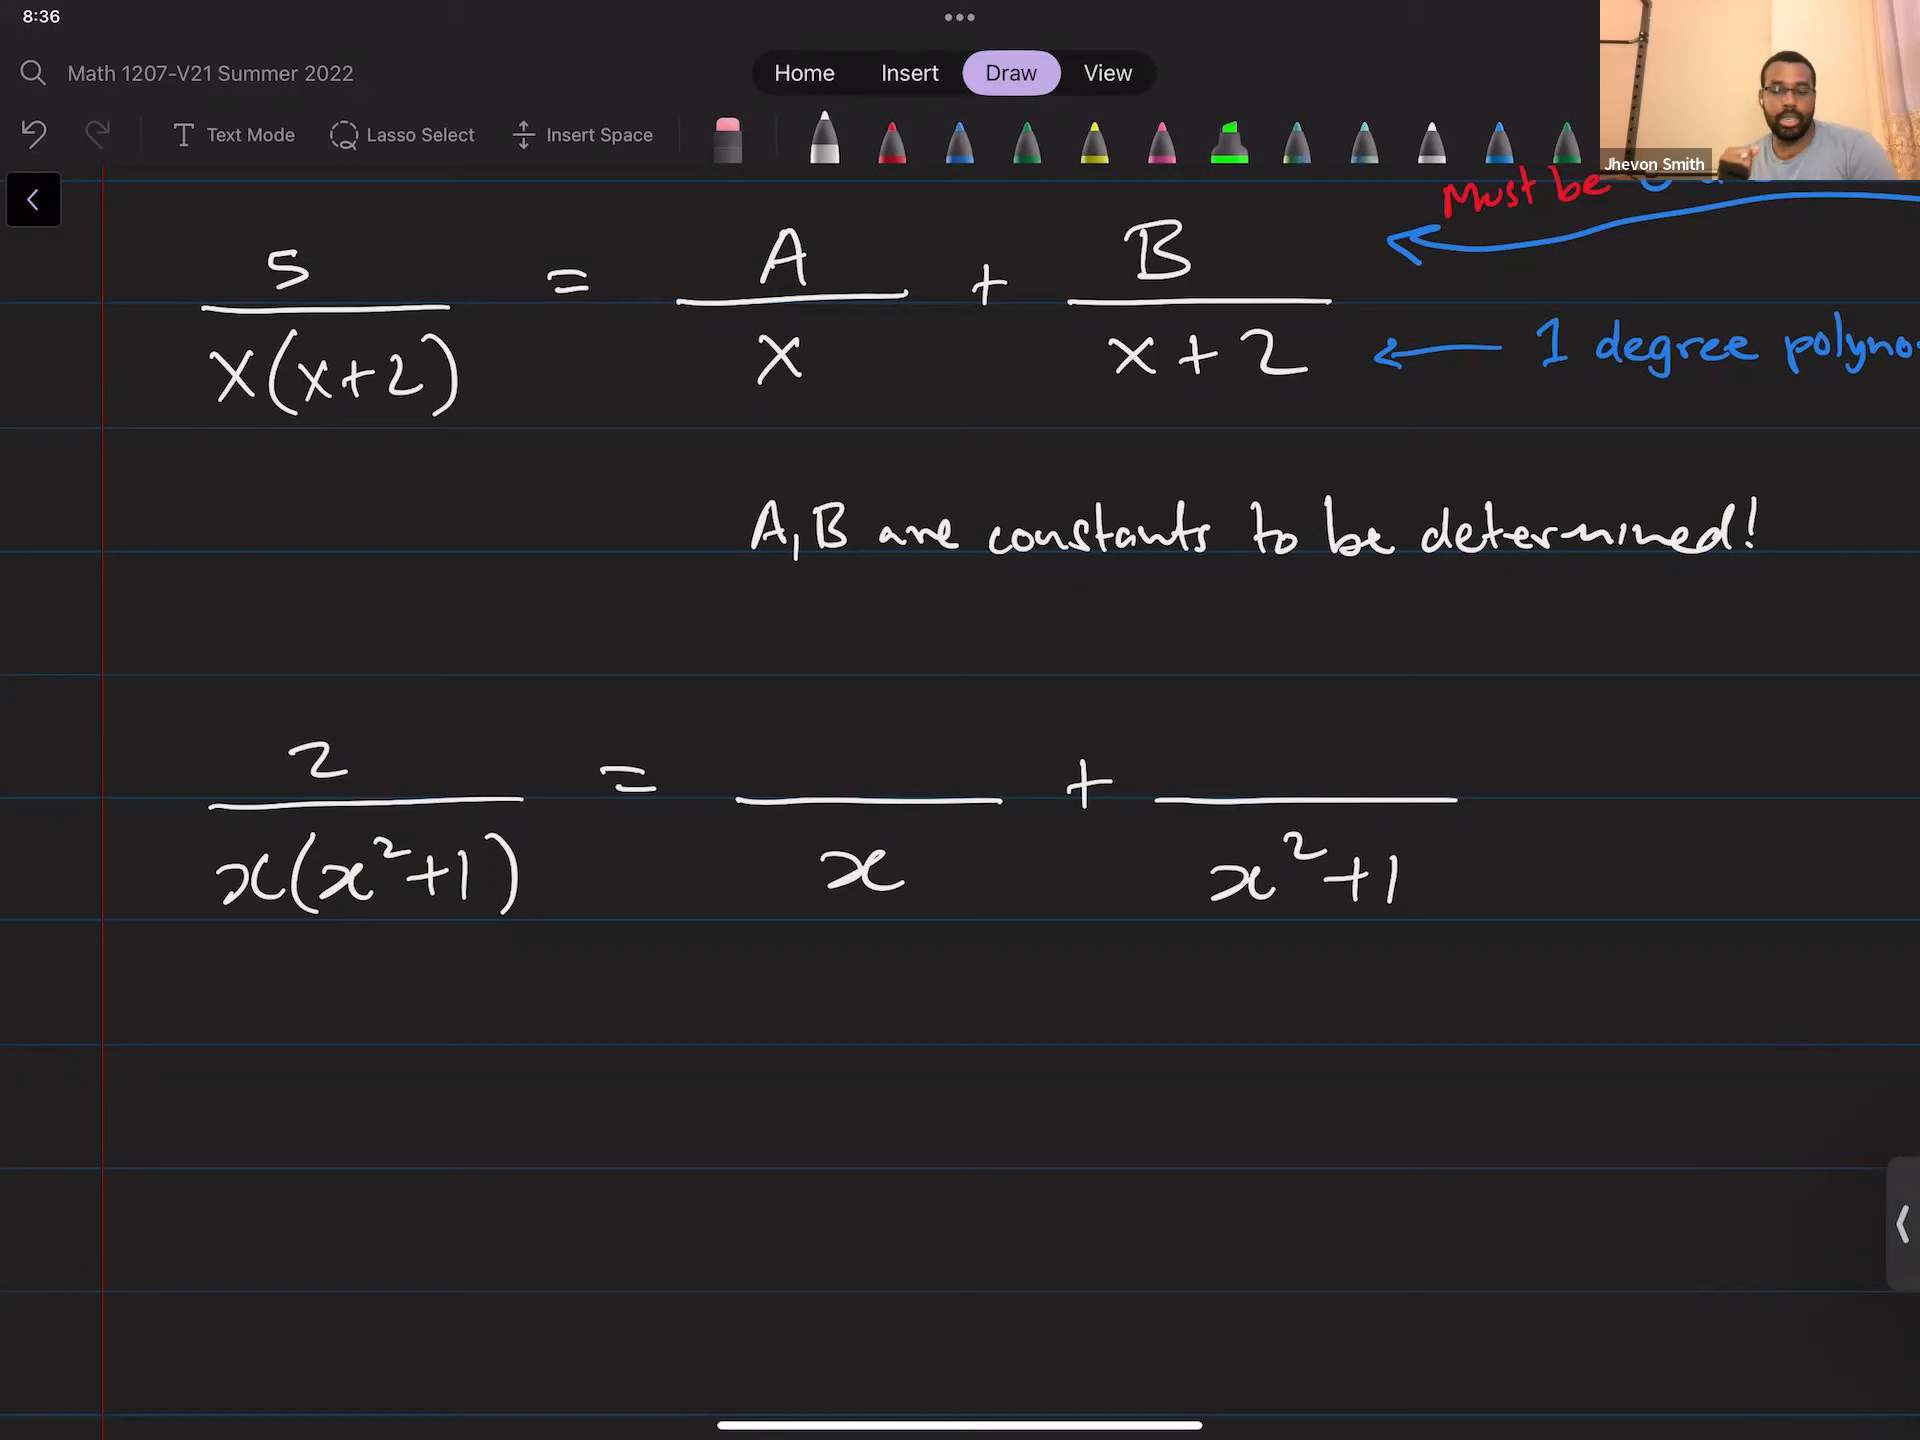 8:36
Math 1207-V21 Summer 2022
Home Insert Draw View
Text Mode Lasso Select Insert Space
Jhevon Smith
Must be
5/(x(x+2)) = A/x + B/(x+2)
1 degree polyno
A, B are constants to be determined!
2/(x(x²+1)) = /x + /(x²+1)